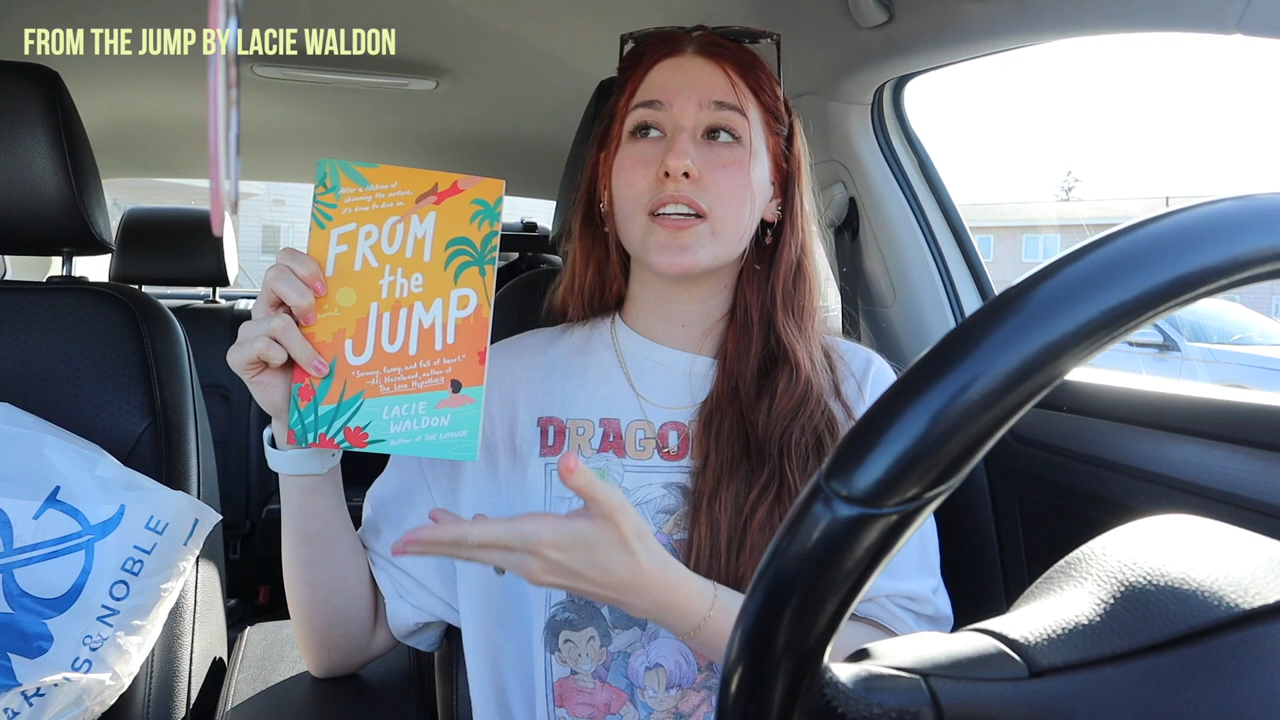 FROM THE JUMP BY LACIE WALDON
After a lifetime of
skimming the surface,
it's time to dive in.
FROM
the
JUMP
a
novel
"Swoony, funny, and full of heart."
—Ali Hazelwood, author of
The Love Hypothesis
LACIE
WALDON
Author of THE LAYOVER
DRAGO
&
BARNES & NOBLE